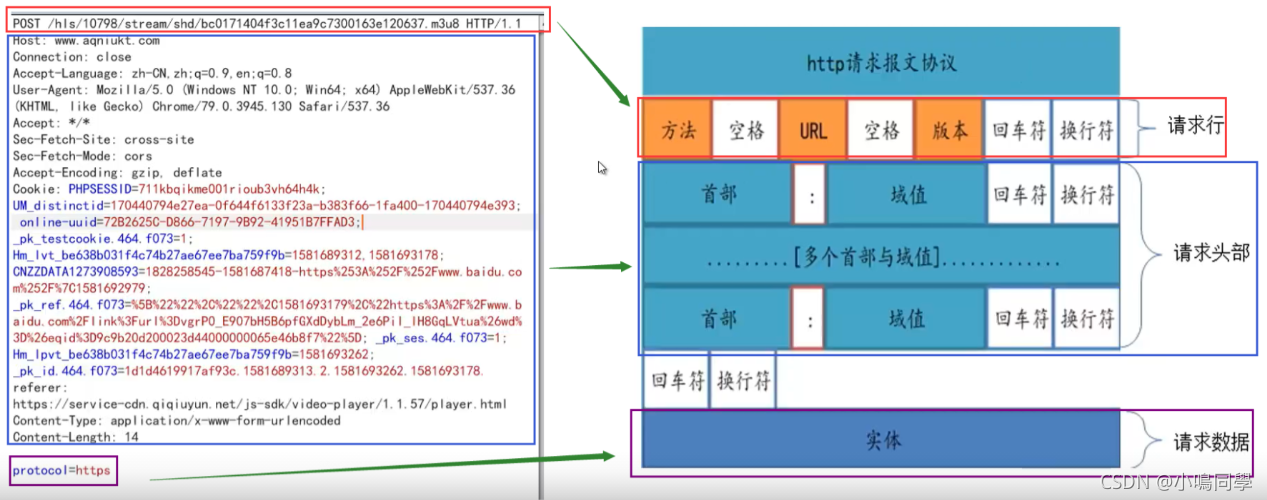 POST /hls/10798/stream/shd/bc0171404f3c11ea9c7300163e120637.m3u8 HTTP/1.1
Host: www.aqniukt.com
Connection: close
Accept-Language: zh-CN,zh;q=0.9,en;q=0.8
User-Agent: Mozilla/5.0 (Windows NT 10.0; Win64; x64) AppleWebKit/537.36
(KHTML, like Gecko) Chrome/79.0.3945.130 Safari/537.36
Accept: */*
Sec-Fetch-Site: cross-site
Sec-Fetch-Mode: cors
Accept-Encoding: gzip, deflate
Cookie: PHPSESSID=711kbqikme001rioub3vh64h4k;
UM_distinctid=170440794e27ea-0f644f6133f23a-b383f66-1fa400-170440794e393;
online-uuid=72B2625C-D866-7197-9B92-41951B7FFAD3;
_pk_testcookie.464.f073=1;
Hm_lvt_be638b031f4c74b27ae67ee7ba759f9b=1581689312,1581693178;
CNZZDATA1273908593=1828258545-1581687418-https%253A%252F%252Fwww.baidu.co
m%252F%7C1581692979;
_pk_ref.464.f073=%5B%22%22%2C%22%22%2C1581693179%2C%22https%3A%2F%2Fwww.b
aidu.com%2Flink%3Furl%3DvgrPO_E907bH5B6pfGXdDybLm_2e6Pil_IH8GqLVtua%26wd%
3D%26eqid%3D9c9b20d200023d44000000065e46b8f7%22%5D; _pk_ses.464.f073=1;
Hm_lpvt_be638b031f4c74b27ae67ee7ba759f9b=1581693262;
_pk_id.464.f073=1d1d4619917af93c.1581689313.2.1581693262.1581693178.
referer:
https://service-cdn.qiqiuyun.net/js-sdk/video-player/1.1.57/player.html
Content-Type: application/x-www-form-urlencoded
Content-Length: 14
protocol=https
http请求报文协议
方法 空格 URL 空格 版本 回车符 换行符 请求行
首部 : 域值 回车符 换行符
.........[多个首部与域值]............. 请求头部
首部 : 域值 回车符 换行符
回车符 换行符
实体 请求数据
CSDN @小鳴同學